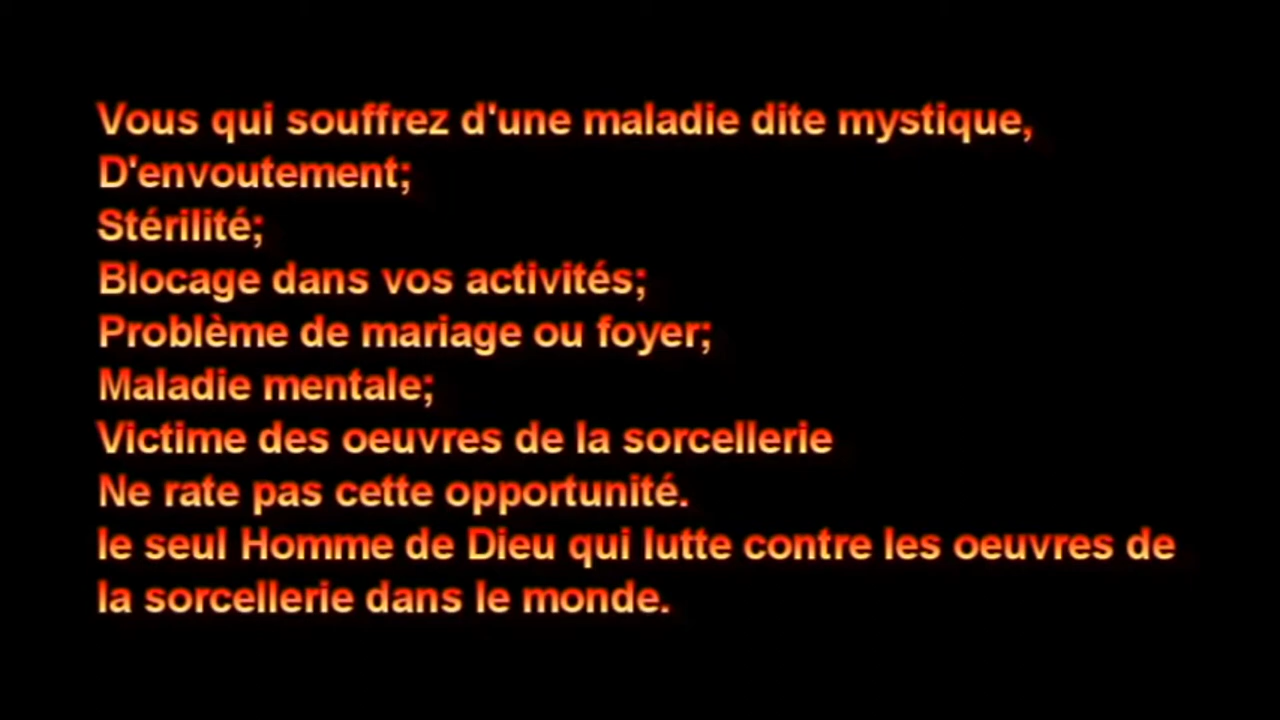 Vous qui souffrez d'une maladie dite mystique,
D'envoutement;
Stérilité;
Blocage dans vos activités;
Problème de mariage ou foyer;
Maladie mentale;
Victime des oeuvres de la sorcellerie
Ne rate pas cette opportunité.
le seul Homme de Dieu qui lutte contre les oeuvres de
la sorcellerie dans le monde.